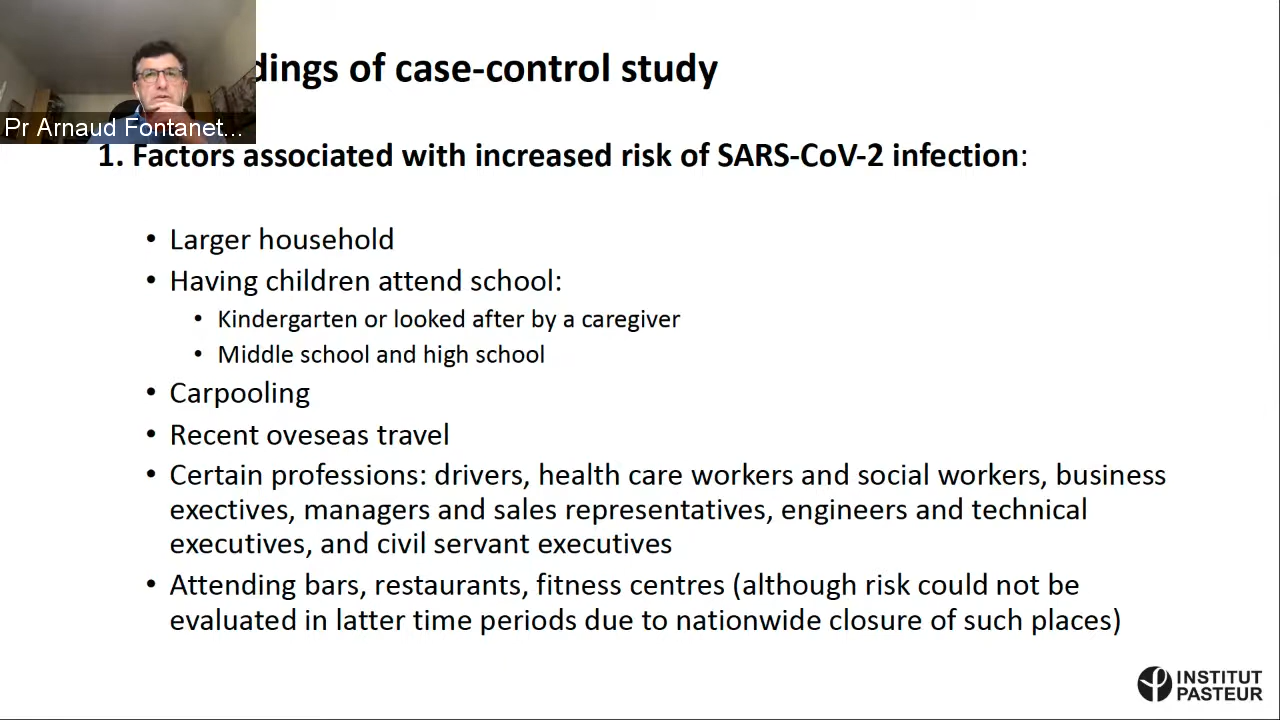 dings of case-control study
Pr Arnaud Fontanet...
1. Factors associated with increased risk of SARS-CoV-2 infection:
• Larger household
• Having children attend school:
• Kindergarten or looked after by a caregiver
• Middle school and high school
• Carpooling
• Recent oveseas travel
• Certain professions: drivers, health care workers and social workers, business
exectives, managers and sales representatives, engineers and technical
executives, and civil servant executives
• Attending bars, restaurants, fitness centres (although risk could not be
evaluated in latter time periods due to nationwide closure of such places)
INSTITUT
PASTEUR